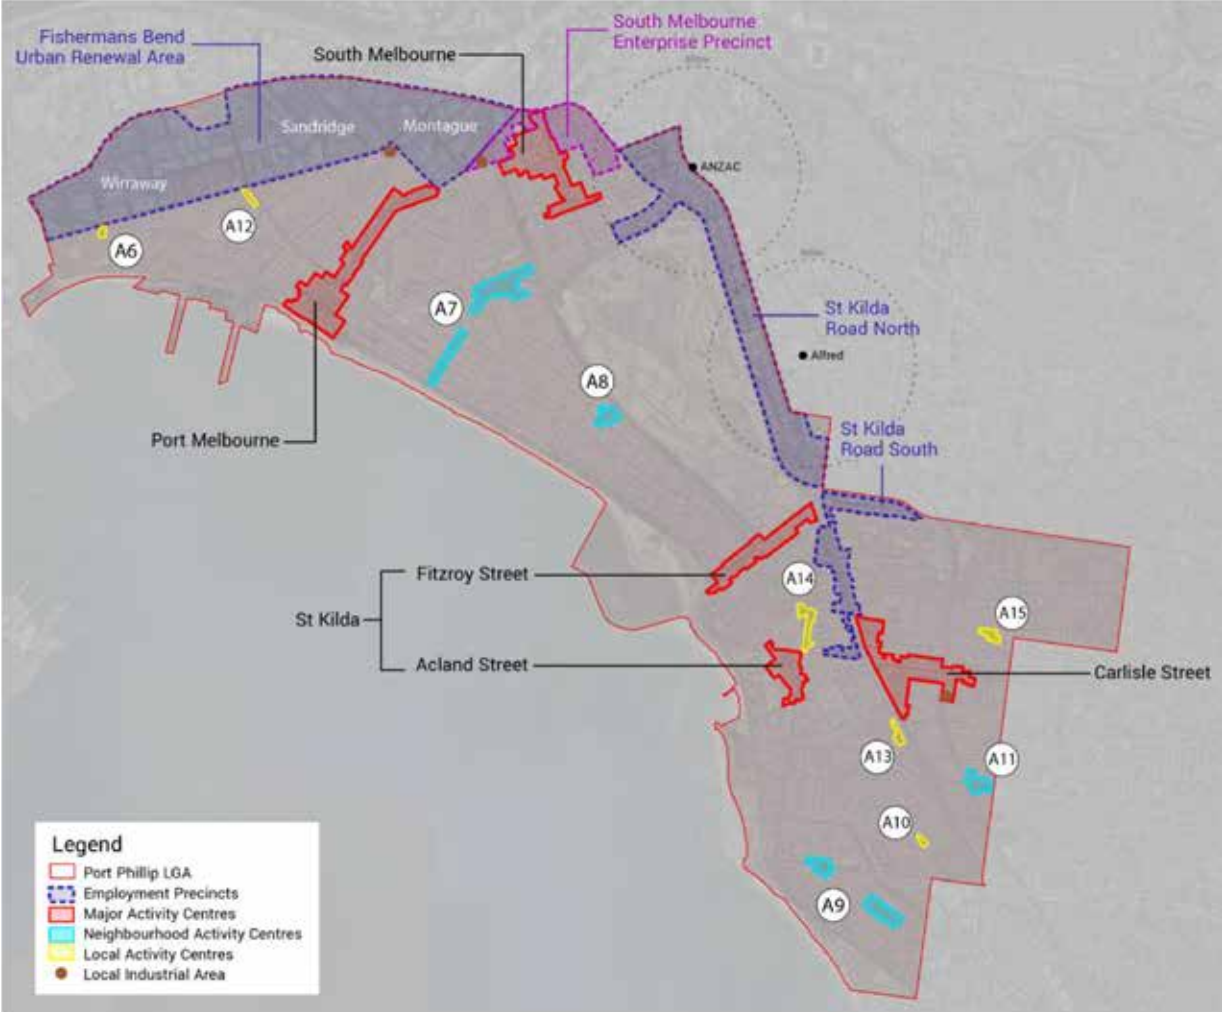 Fishermans Bend
Urban Renewal Area
South Melbourne
South Melbourne
Enterprise Precinct
Sandridge
Montague
Wirraway
ANZAC
A6
A12
A7
A8
St Kilda
Road North
Alfred
Port Melbourne
St Kilda
Road South
Fitzroy Street
St Kilda
Acland Street
A14
A15
Carlisle Street
A13
A11
A10
A9
Legend
Port Phillip LGA
Employment Precincts
Major Activity Centres
Neighbourhood Activity Centres
Local Activity Centres
Local Industrial Area